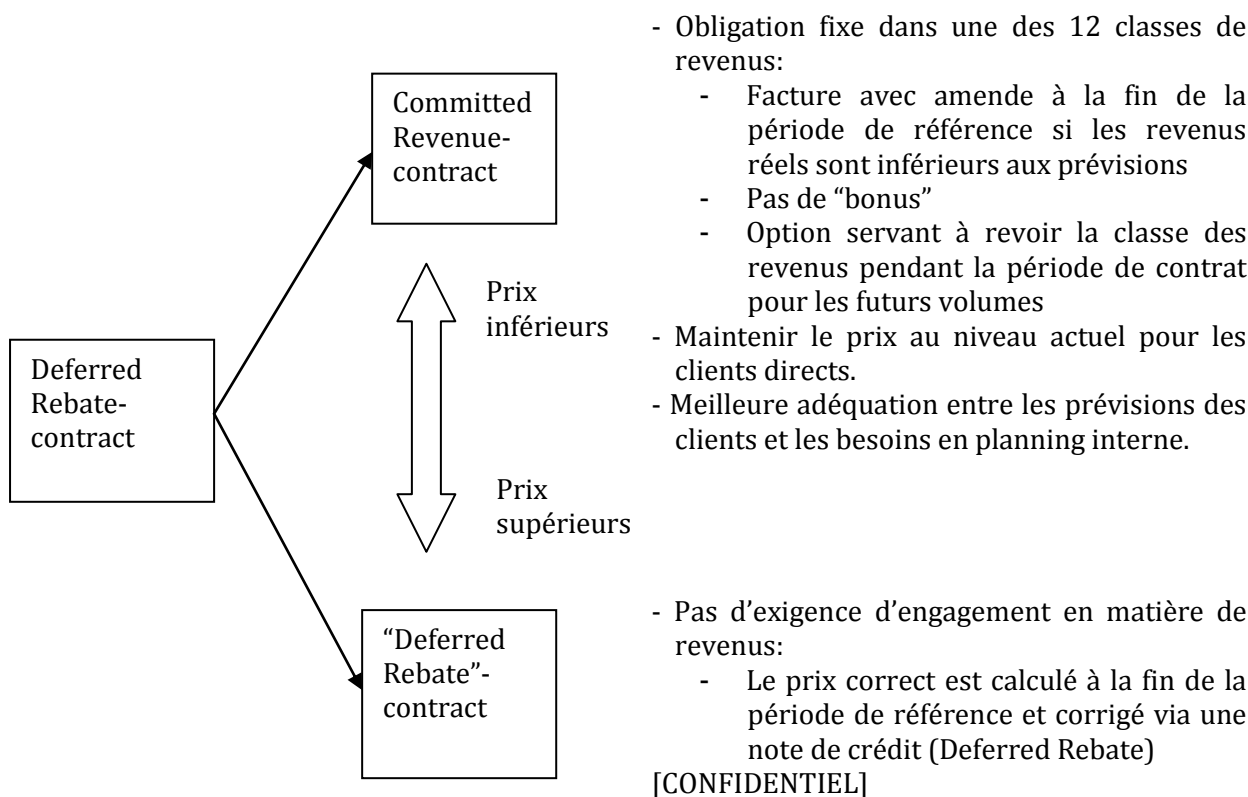 Deferred
Rebate-
contract
Committed
Revenue-
contract
Prix
inférieurs
Prix
supérieurs
“Deferred
Rebate”-
contract
- Obligation fixe dans une des 12 classes de
revenus:
- Facture avec amende à la fin de la
période de référence si les revenus
réels sont inférieurs aux prévisions
- Pas de “bonus”
- Option servant à revoir la classe des
revenus pendant la période de contrat
pour les futurs volumes
- Maintenir le prix au niveau actuel pour les
clients directs.
- Meilleure adéquation entre les prévisions des
clients et les besoins en planning interne.
- Pas d’exigence d’engagement en matière de
revenus:
- Le prix correct est calculé à la fin de la
période de référence et corrigé via une
note de crédit (Deferred Rebate)
[CONFIDENTIEL]